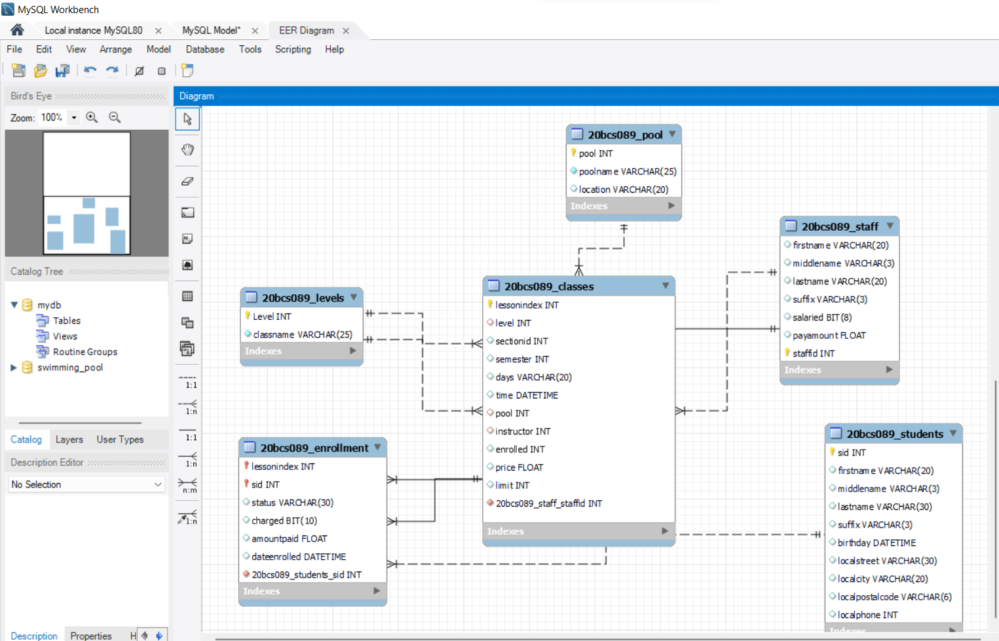 MySQL Workbench
Local instance MySQL80
MySQL Model*
EER Diagram
File Edit View Arrange Model Database Tools Scripting Help
Bird's Eye
Zoom: 100%
Catalog Tree
mydb
Tables
Views
Routine Groups
swimming_pool
Catalog Layers User Types
Description Editor
No Selection
Description Properties H
Diagram
1:1
1:n
1:1
1:n
n:m
1:n
20bcs089_pool
pool INT
poolname VARCHAR(25)
location VARCHAR(20)
Indexes
20bcs089_staff
firstname VARCHAR(20)
middlename VARCHAR(3)
lastname VARCHAR(20)
suffix VARCHAR(3)
salaried BIT(8)
payamount FLOAT
staffid INT
Indexes
20bcs089_levels
Level INT
classname VARCHAR(25)
Indexes
20bcs089_classes
lessonindex INT
level INT
sectionid INT
semester INT
days VARCHAR(20)
time DATETIME
pool INT
instructor INT
enrolled INT
price FLOAT
limit INT
20bcs089_staff_staffid INT
Indexes
20bcs089_enrollment
lessonindex INT
sid INT
status VARCHAR(30)
charged BIT(10)
amountpaid FLOAT
dateenrolled DATETIME
20bcs089_students_sid INT
Indexes
20bcs089_students
sid INT
firstname VARCHAR(20)
middlename VARCHAR(3)
lastname VARCHAR(30)
suffix VARCHAR(3)
birthday DATETIME
localstreet VARCHAR(30)
localcity VARCHAR(20)
localpostalcode VARCHAR(6)
localphone INT
Indexes